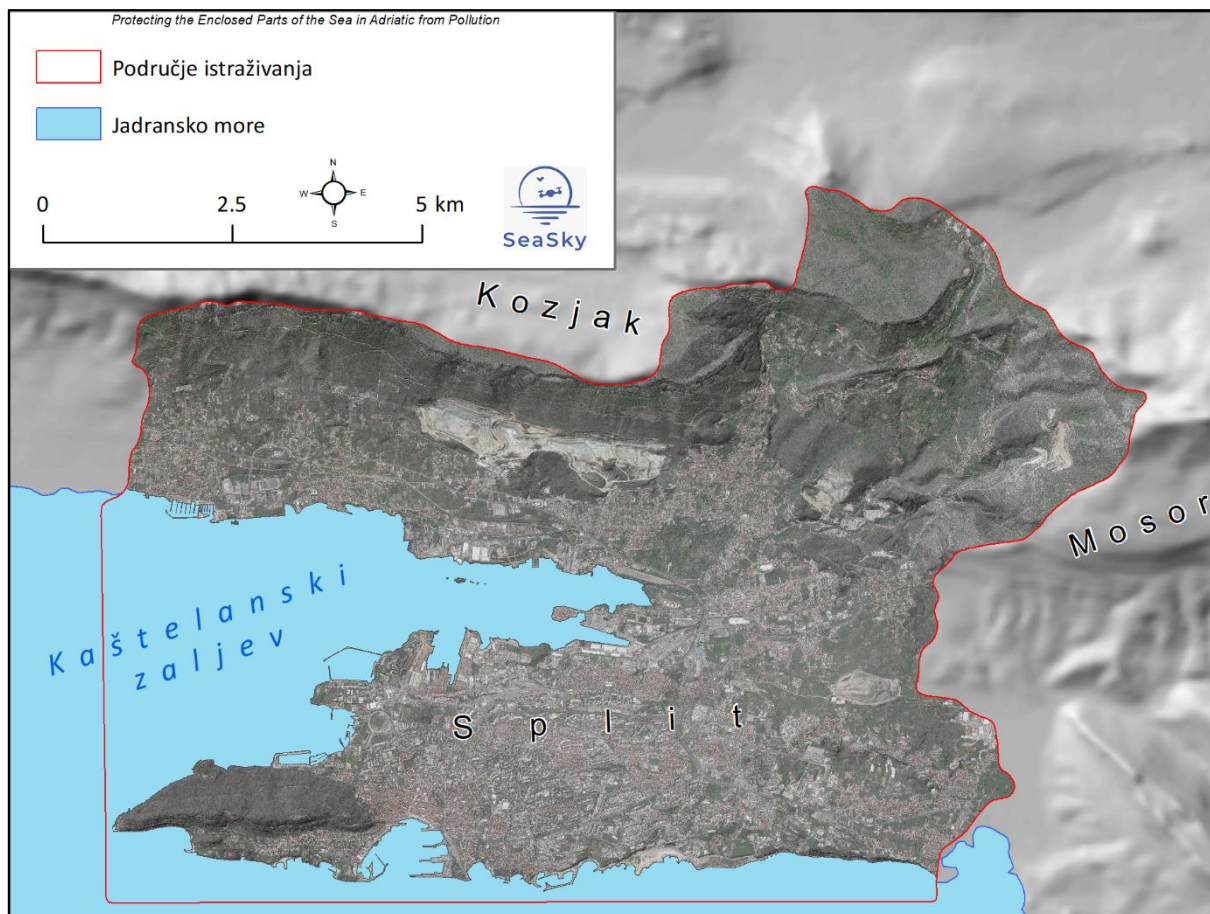 Protecting the Enclosed Parts of the Sea in Adriatic from Pollution
Područje istraživanja
Jadransko more
N
W E
S
0 2.5 5 km
SeaSky
Kozjak
Mosor
Kaštelanski
zaljev
Split